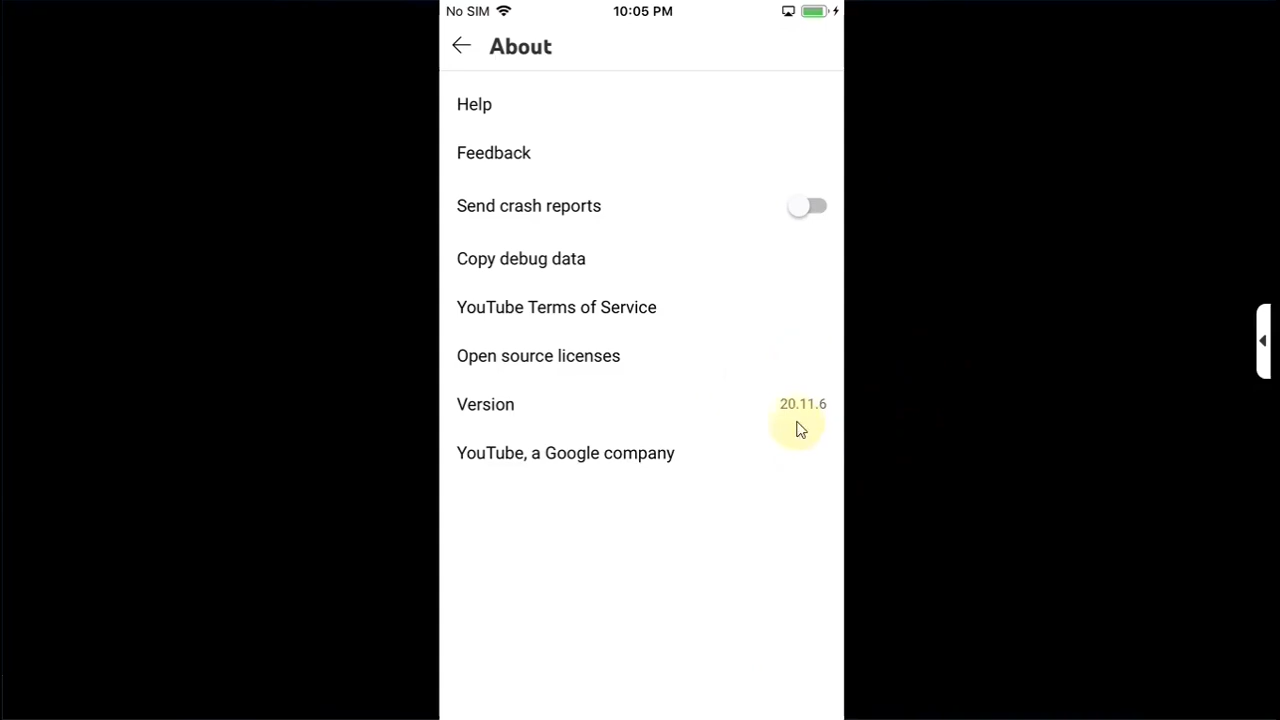 No SIM 10:05 PM
About
Help
Feedback
Send crash reports
Copy debug data
YouTube Terms of Service
Open source licenses
Version 20.11.6
YouTube, a Google company